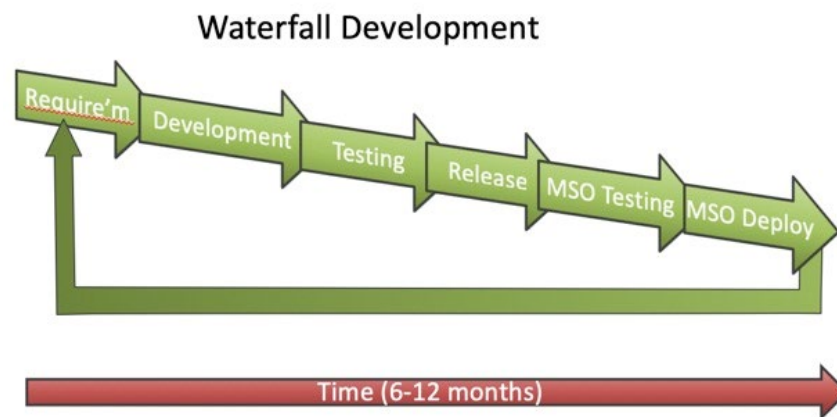 Waterfall Development
Require'm
Development
Testing
Release
MSO Testing
MSO Deploy
Time (6-12 months)